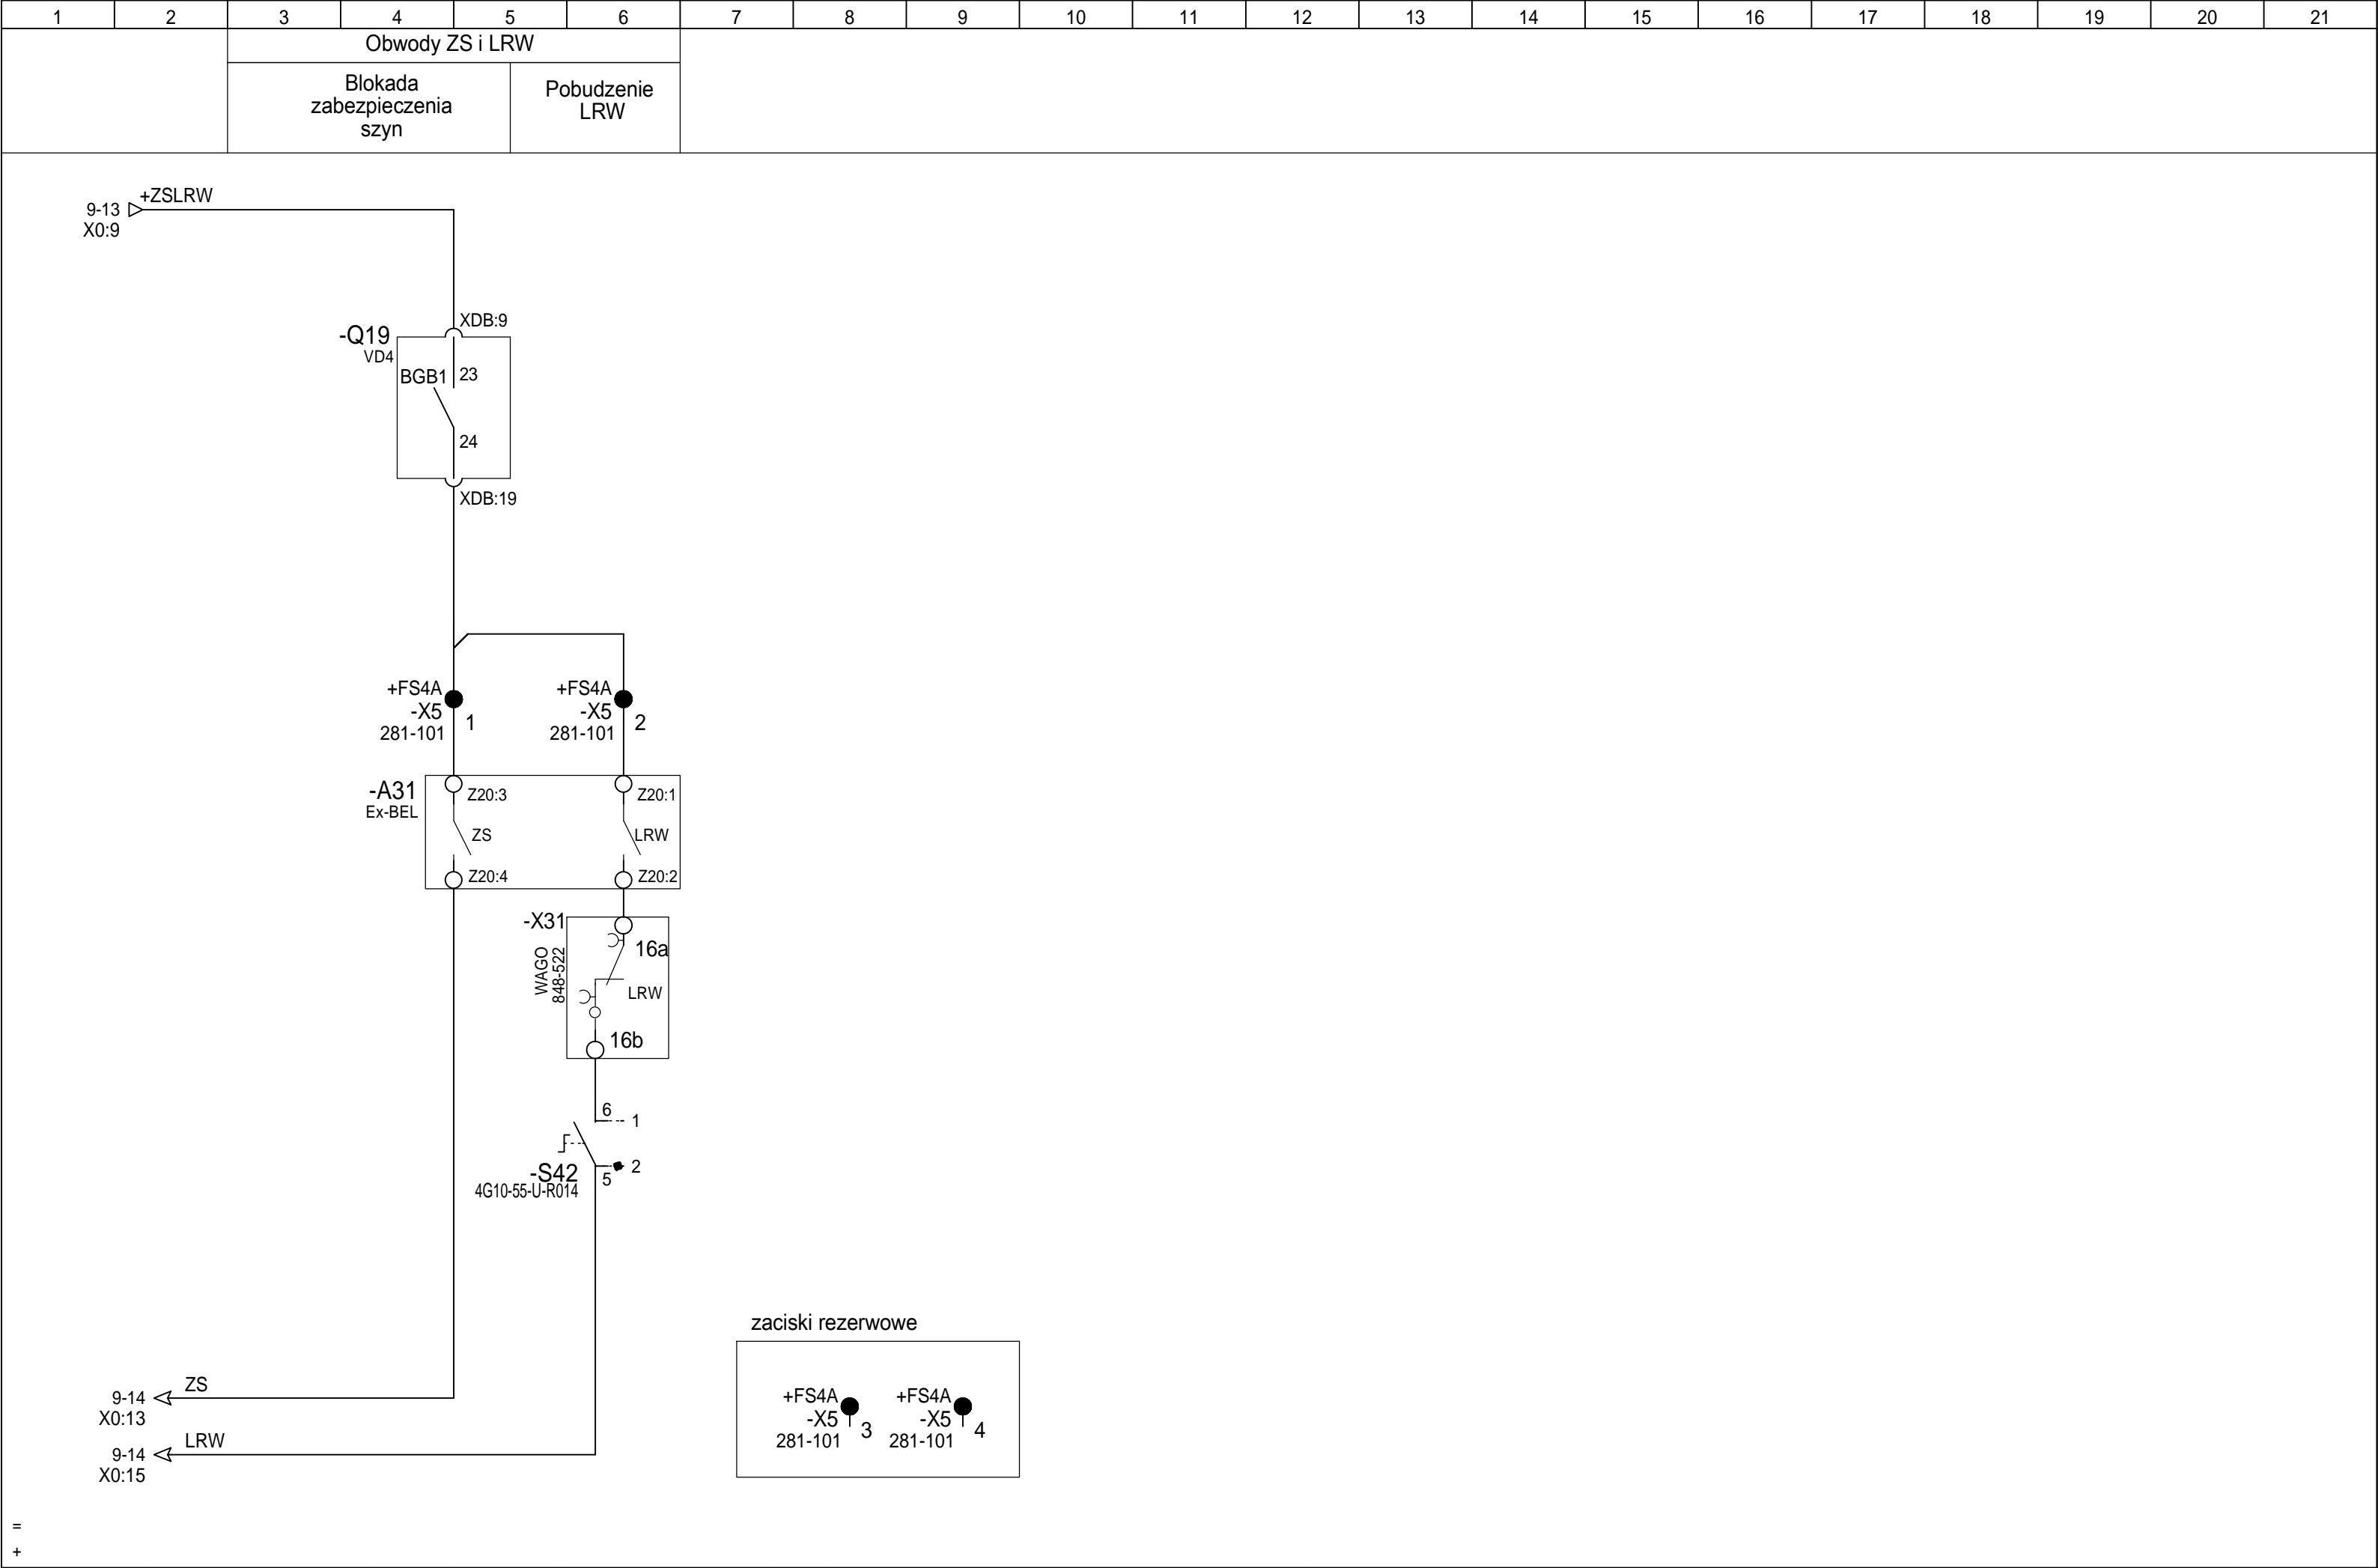 1 2 3 4 5 6 7 8 9 10 11 12 13 14 15 16 17 18 19 20 21
Obwody ZS i LRW
Blokada
zabezpieczenia
szyn
Pobudzenie
LRW
+ZSLRW
9-13
X0:9
XDB:9
-Q19
VD4
BGB1
23
24
XDB:19
+FS4A
-X5
281-101
1
+FS4A
-X5
281-101
2
-A31
Ex-BEL
Z20:3
ZS
Z20:4
Z20:1
LRW
Z20:2
-X31
WAGO
848-522
16a
LRW
16b
6
1
-S42
4G10-55-U-R014
5
2
zaciski rezerwowe
+FS4A
-X5
281-101
3
+FS4A
-X5
281-101
4
ZS
9-14
X0:13
LRW
9-14
X0:15
=
+